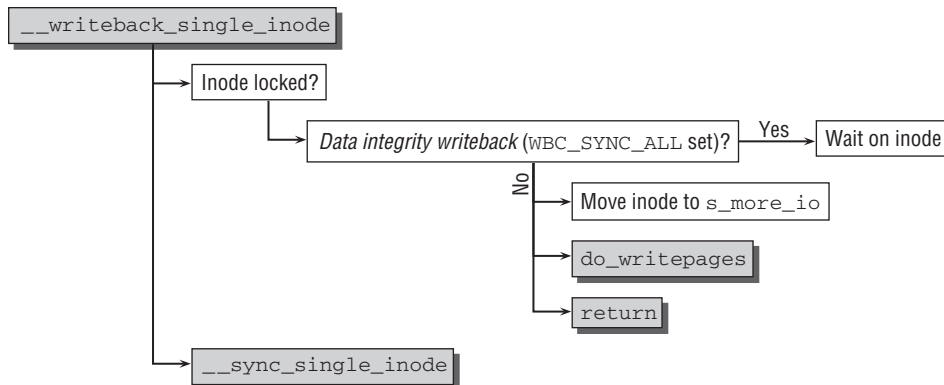 __writeback_single_inode
Inode locked?
Data integrity writeback (WBC_SYNC_ALL set)?
Yes
Wait on inode
No
Move inode to s_more_io
do_writepages
return
__sync_single_inode